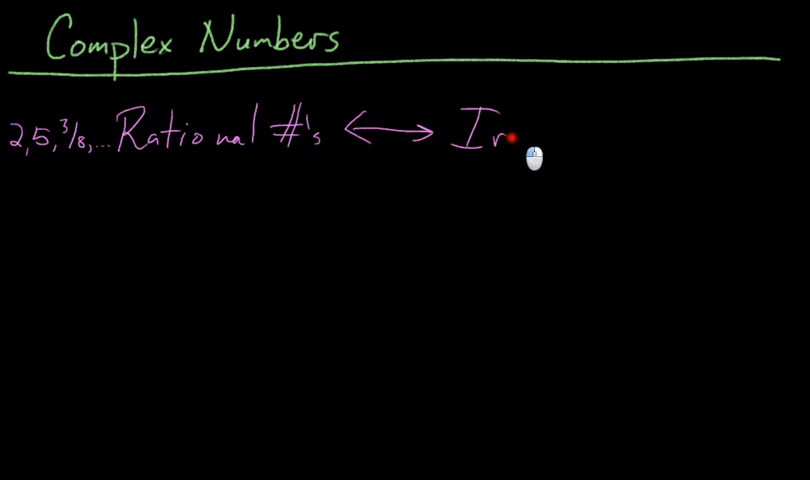 Complex Numbers
2,5,3/8,... Rational #'s ⟷ Ir